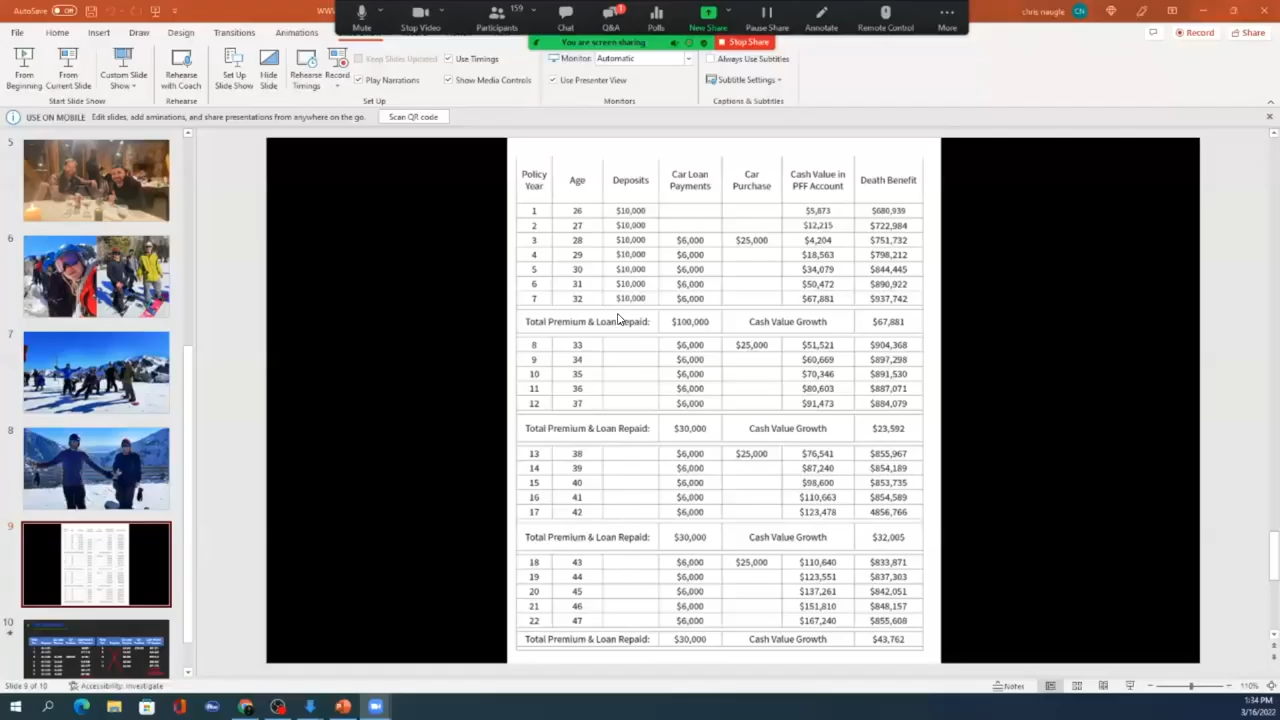 AutoSave Off
WW
chris naugle CN
Mute
Stop Video
Participants 159
Chat
Q&A 1
Polls
New Share
Pause Share
Annotate
Remote Control
More
You are screen sharing
Stop Share
File Home Insert Draw Design Transitions Animations
Record
Share
From Beginning
From Current Slide
Custom Slide Show
Rehearse with Coach
Set Up Slide Show
Hide Slide
Rehearse Timings
Record
Keep Slides Updated
Use Timings
Play Narrations
Show Media Controls
Monitor: Automatic
Use Presenter View
Always Use Subtitles
Subtitle Settings
Start Slide Show Rehearse Set Up Monitors Captions & Subtitles
USE ON MOBILE Edit slides, add animations, and share presentations from anywhere on the go. Scan QR code
5
6
7
8
9
10
Policy Year Age Deposits Car Loan Payments Car Purchase Cash Value in PFF Account Death Benefit
1 26 $10,000 $5,873 $680,939
2 27 $10,000 $12,215 $722,984
3 28 $10,000 $6,000 $25,000 $4,204 $751,732
4 29 $10,000 $6,000 $18,563 $798,212
5 30 $10,000 $6,000 $34,079 $844,445
6 31 $10,000 $6,000 $50,472 $890,922
7 32 $10,000 $6,000 $67,881 $937,742
Total Premium & Loan Repaid: $100,000 Cash Value Growth $67,881
8 33 $6,000 $25,000 $51,521 $904,368
9 34 $6,000 $60,669 $897,298
10 35 $6,000 $70,346 $891,530
11 36 $6,000 $80,603 $887,071
12 37 $6,000 $91,473 $884,079
Total Premium & Loan Repaid: $30,000 Cash Value Growth $23,592
13 38 $6,000 $25,000 $76,541 $855,967
14 39 $6,000 $87,240 $854,189
15 40 $6,000 $98,600 $853,735
16 41 $6,000 $110,663 $854,589
17 42 $6,000 $123,478 4856,766
Total Premium & Loan Repaid: $30,000 Cash Value Growth $32,005
18 43 $6,000 $25,000 $110,640 $833,871
19 44 $6,000 $123,551 $837,303
20 45 $6,000 $137,261 $842,051
21 46 $6,000 $151,810 $848,157
22 47 $6,000 $167,240 $855,608
Total Premium & Loan Repaid: $30,000 Cash Value Growth $43,762
Slide 9 of 10 Accessibility: Investigate
Notes
110%
1:34 PM
3/16/2022